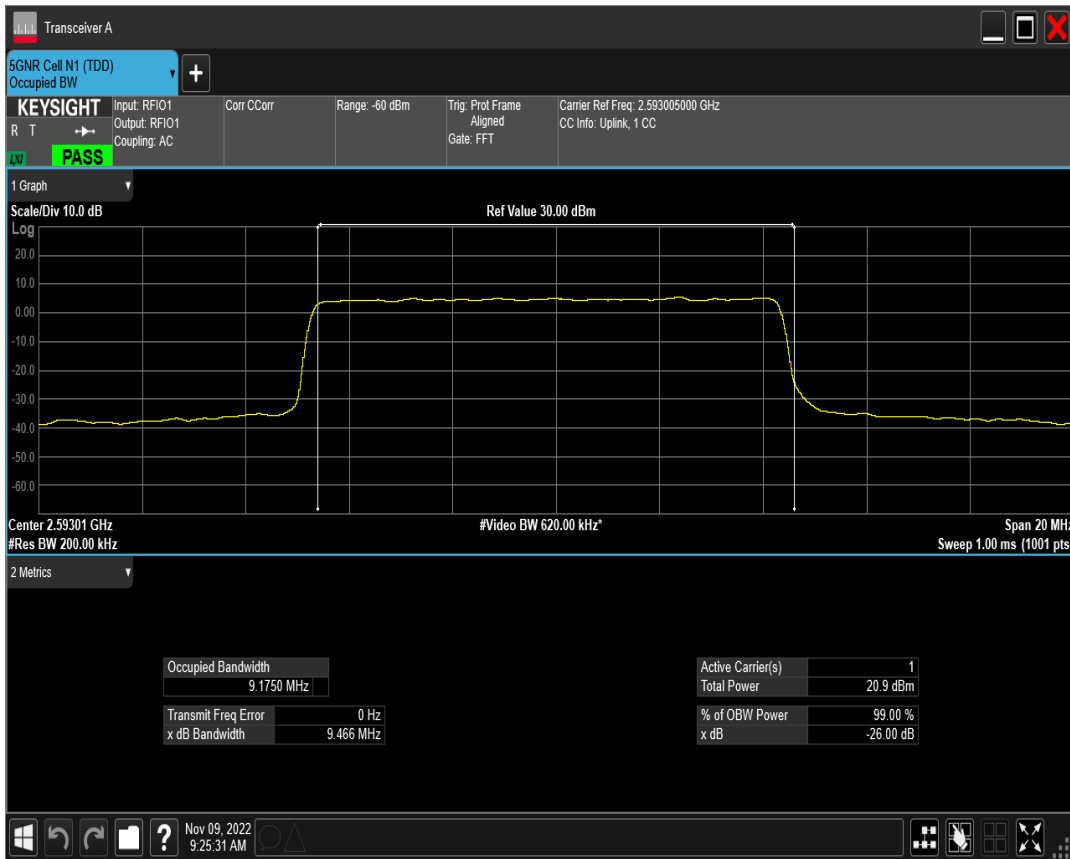 Transceiver A
5GNR Cell N1 (TDD)
Occupied BW
+
KEYSIGHT
R T
LXI
PASS
Input: RFIO1
Output: RFIO1
Coupling: AC
Corr CCorr
Range: -60 dBm
Trig: Prot Frame
Aligned
Gate: FFT
Carrier Ref Freq: 2.593005000 GHz
CC Info: Uplink, 1 CC
1 Graph
Scale/Div 10.0 dB
Ref Value 30.00 dBm
Log
20.0
10.0
0.00
-10.0
-20.0
-30.0
-40.0
-50.0
-60.0
Center 2.59301 GHz
#Video BW 620.00 kHz*
Span 20 MHz
#Res BW 200.00 kHz
Sweep 1.00 ms (1001 pts
2 Metrics
Occupied Bandwidth
9.1750 MHz
Transmit Freq Error 0 Hz
x dB Bandwidth 9.466 MHz
Active Carrier(s) 1
Total Power 20.9 dBm
% of OBW Power 99.00 %
x dB -26.00 dB
?
Nov 09, 2022
9:25:31 AM